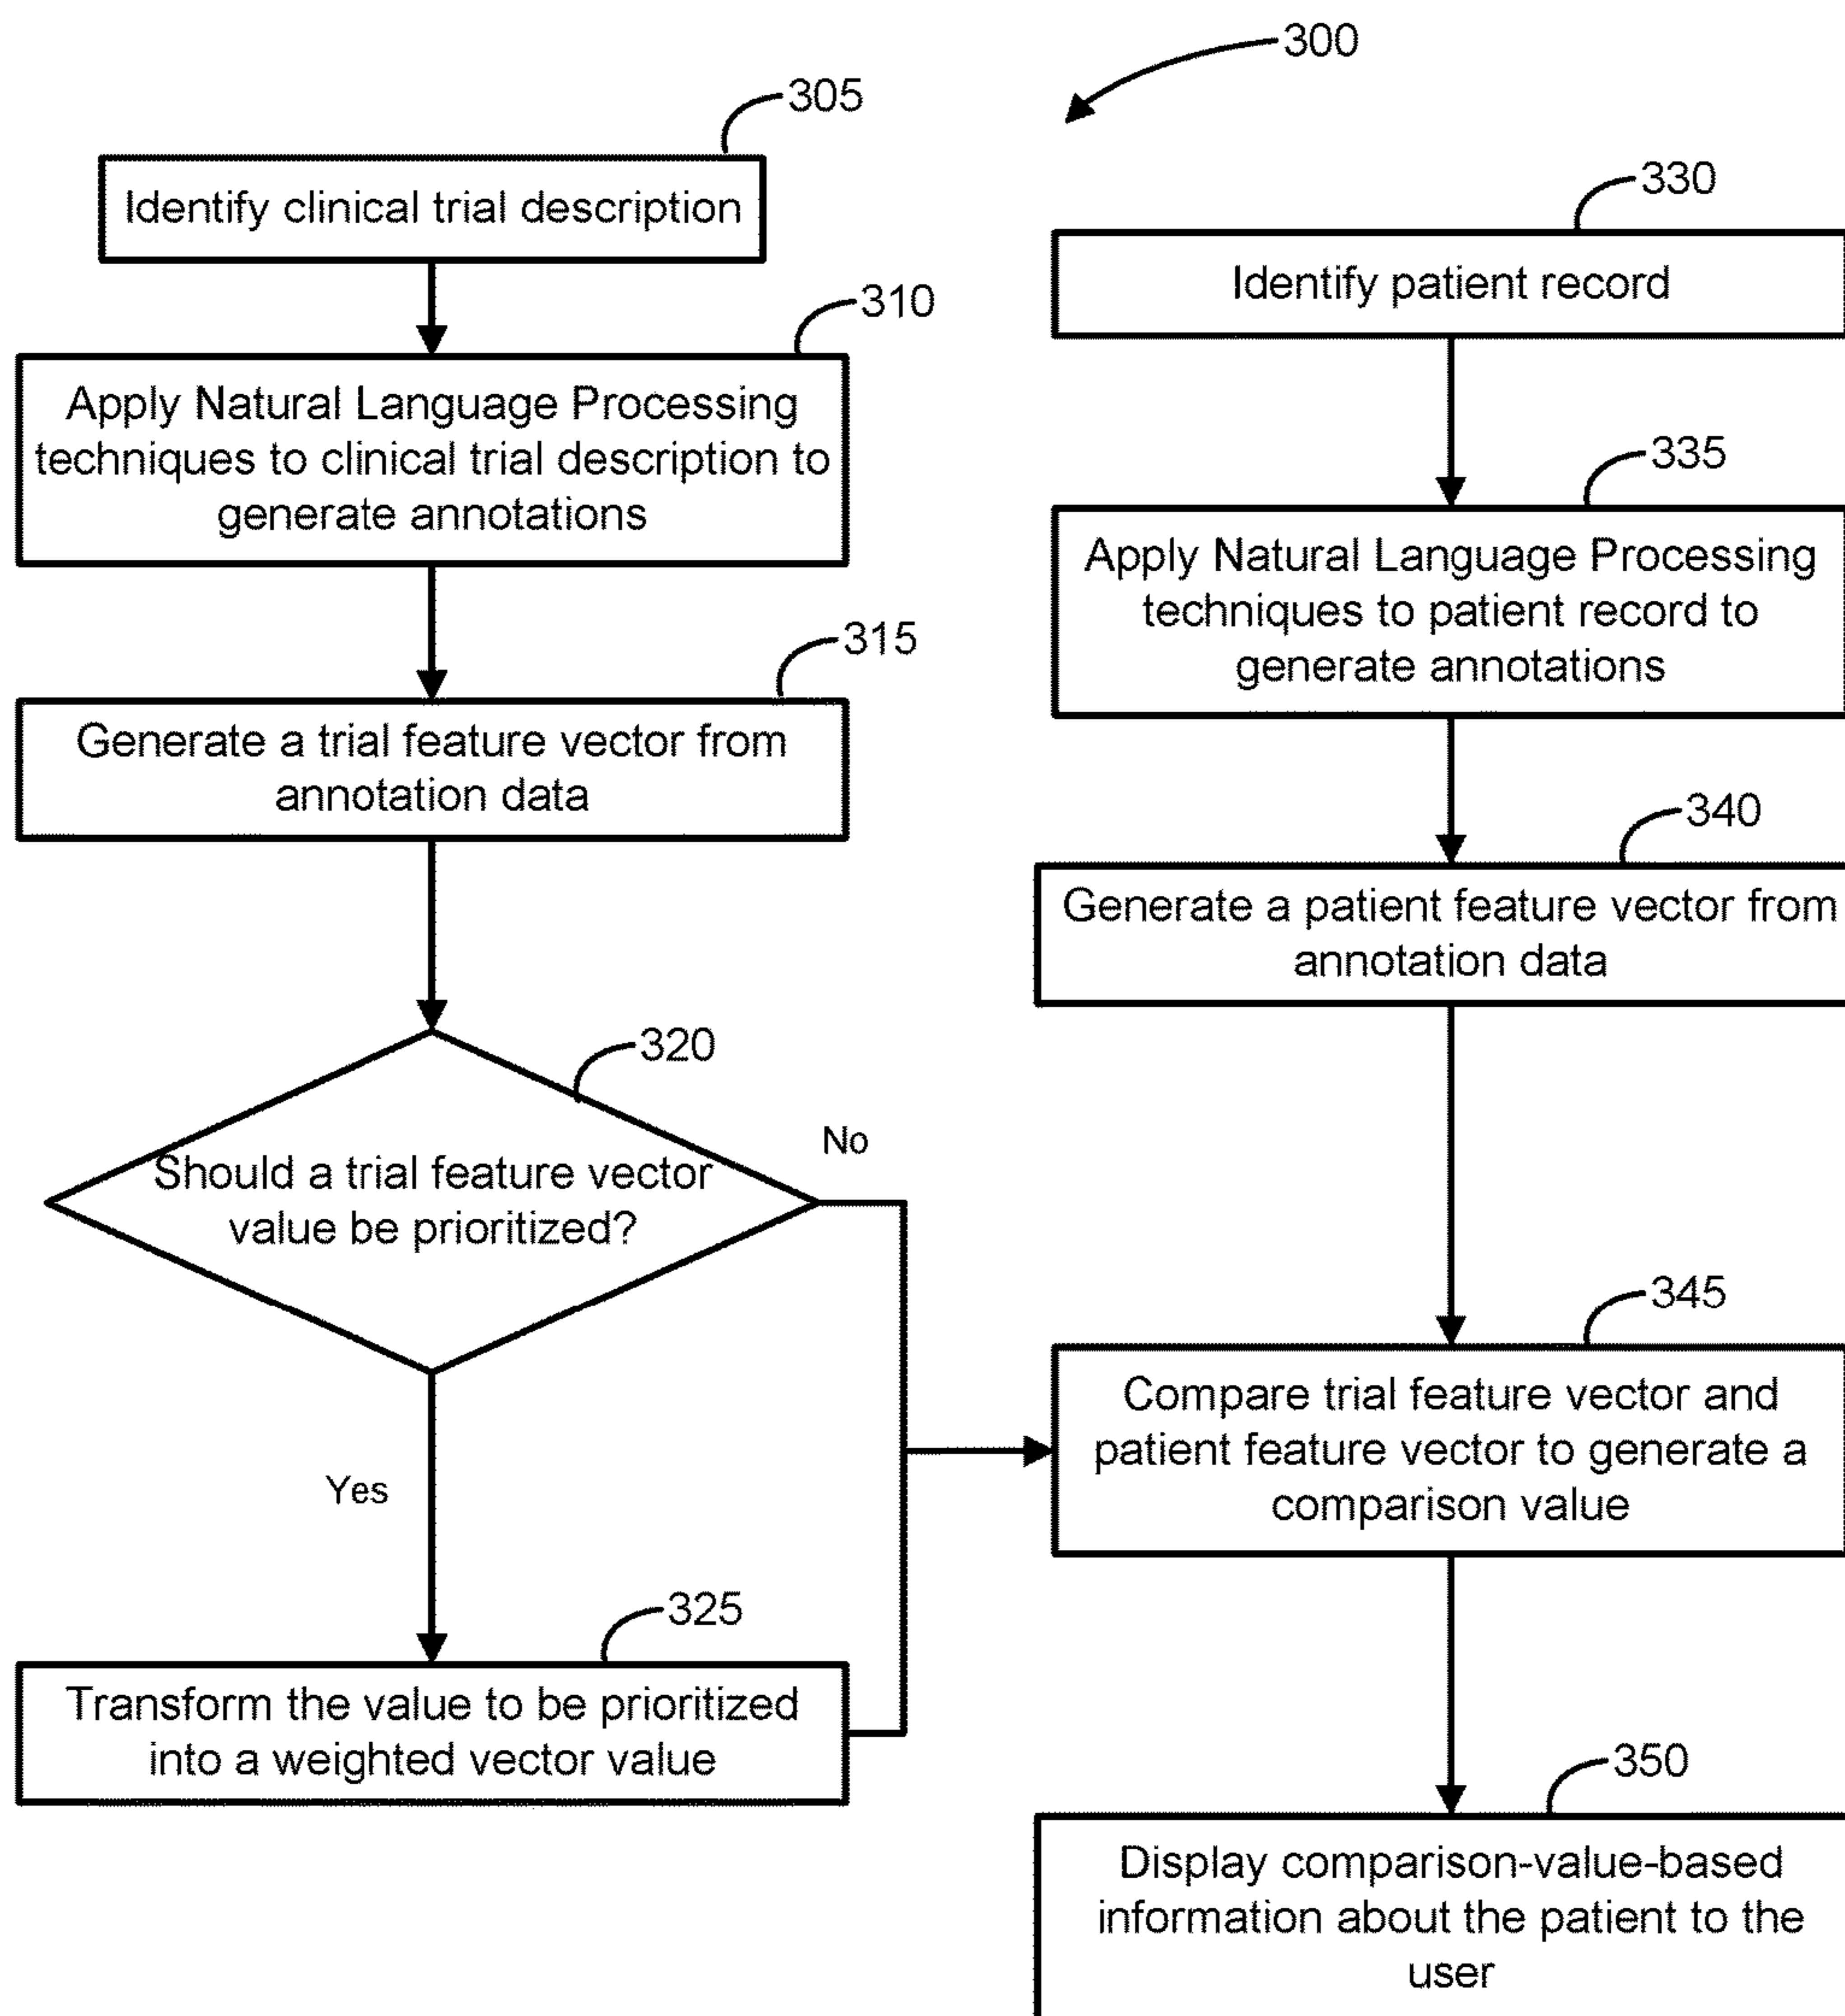 300
305
Identify clinical trial description
310
Apply Natural Language Processing
techniques to clinical trial description to
generate annotations
315
Generate a trial feature vector from
annotation data
320
Should a trial feature vector
value be prioritized?
No
Yes
325
Transform the value to be prioritized
into a weighted vector value
330
Identify patient record
335
Apply Natural Language Processing
techniques to patient record to
generate annotations
340
Generate a patient feature vector from
annotation data
345
Compare trial feature vector and
patient feature vector to generate a
comparison value
350
Display comparison-value-based
information about the patient to the
user